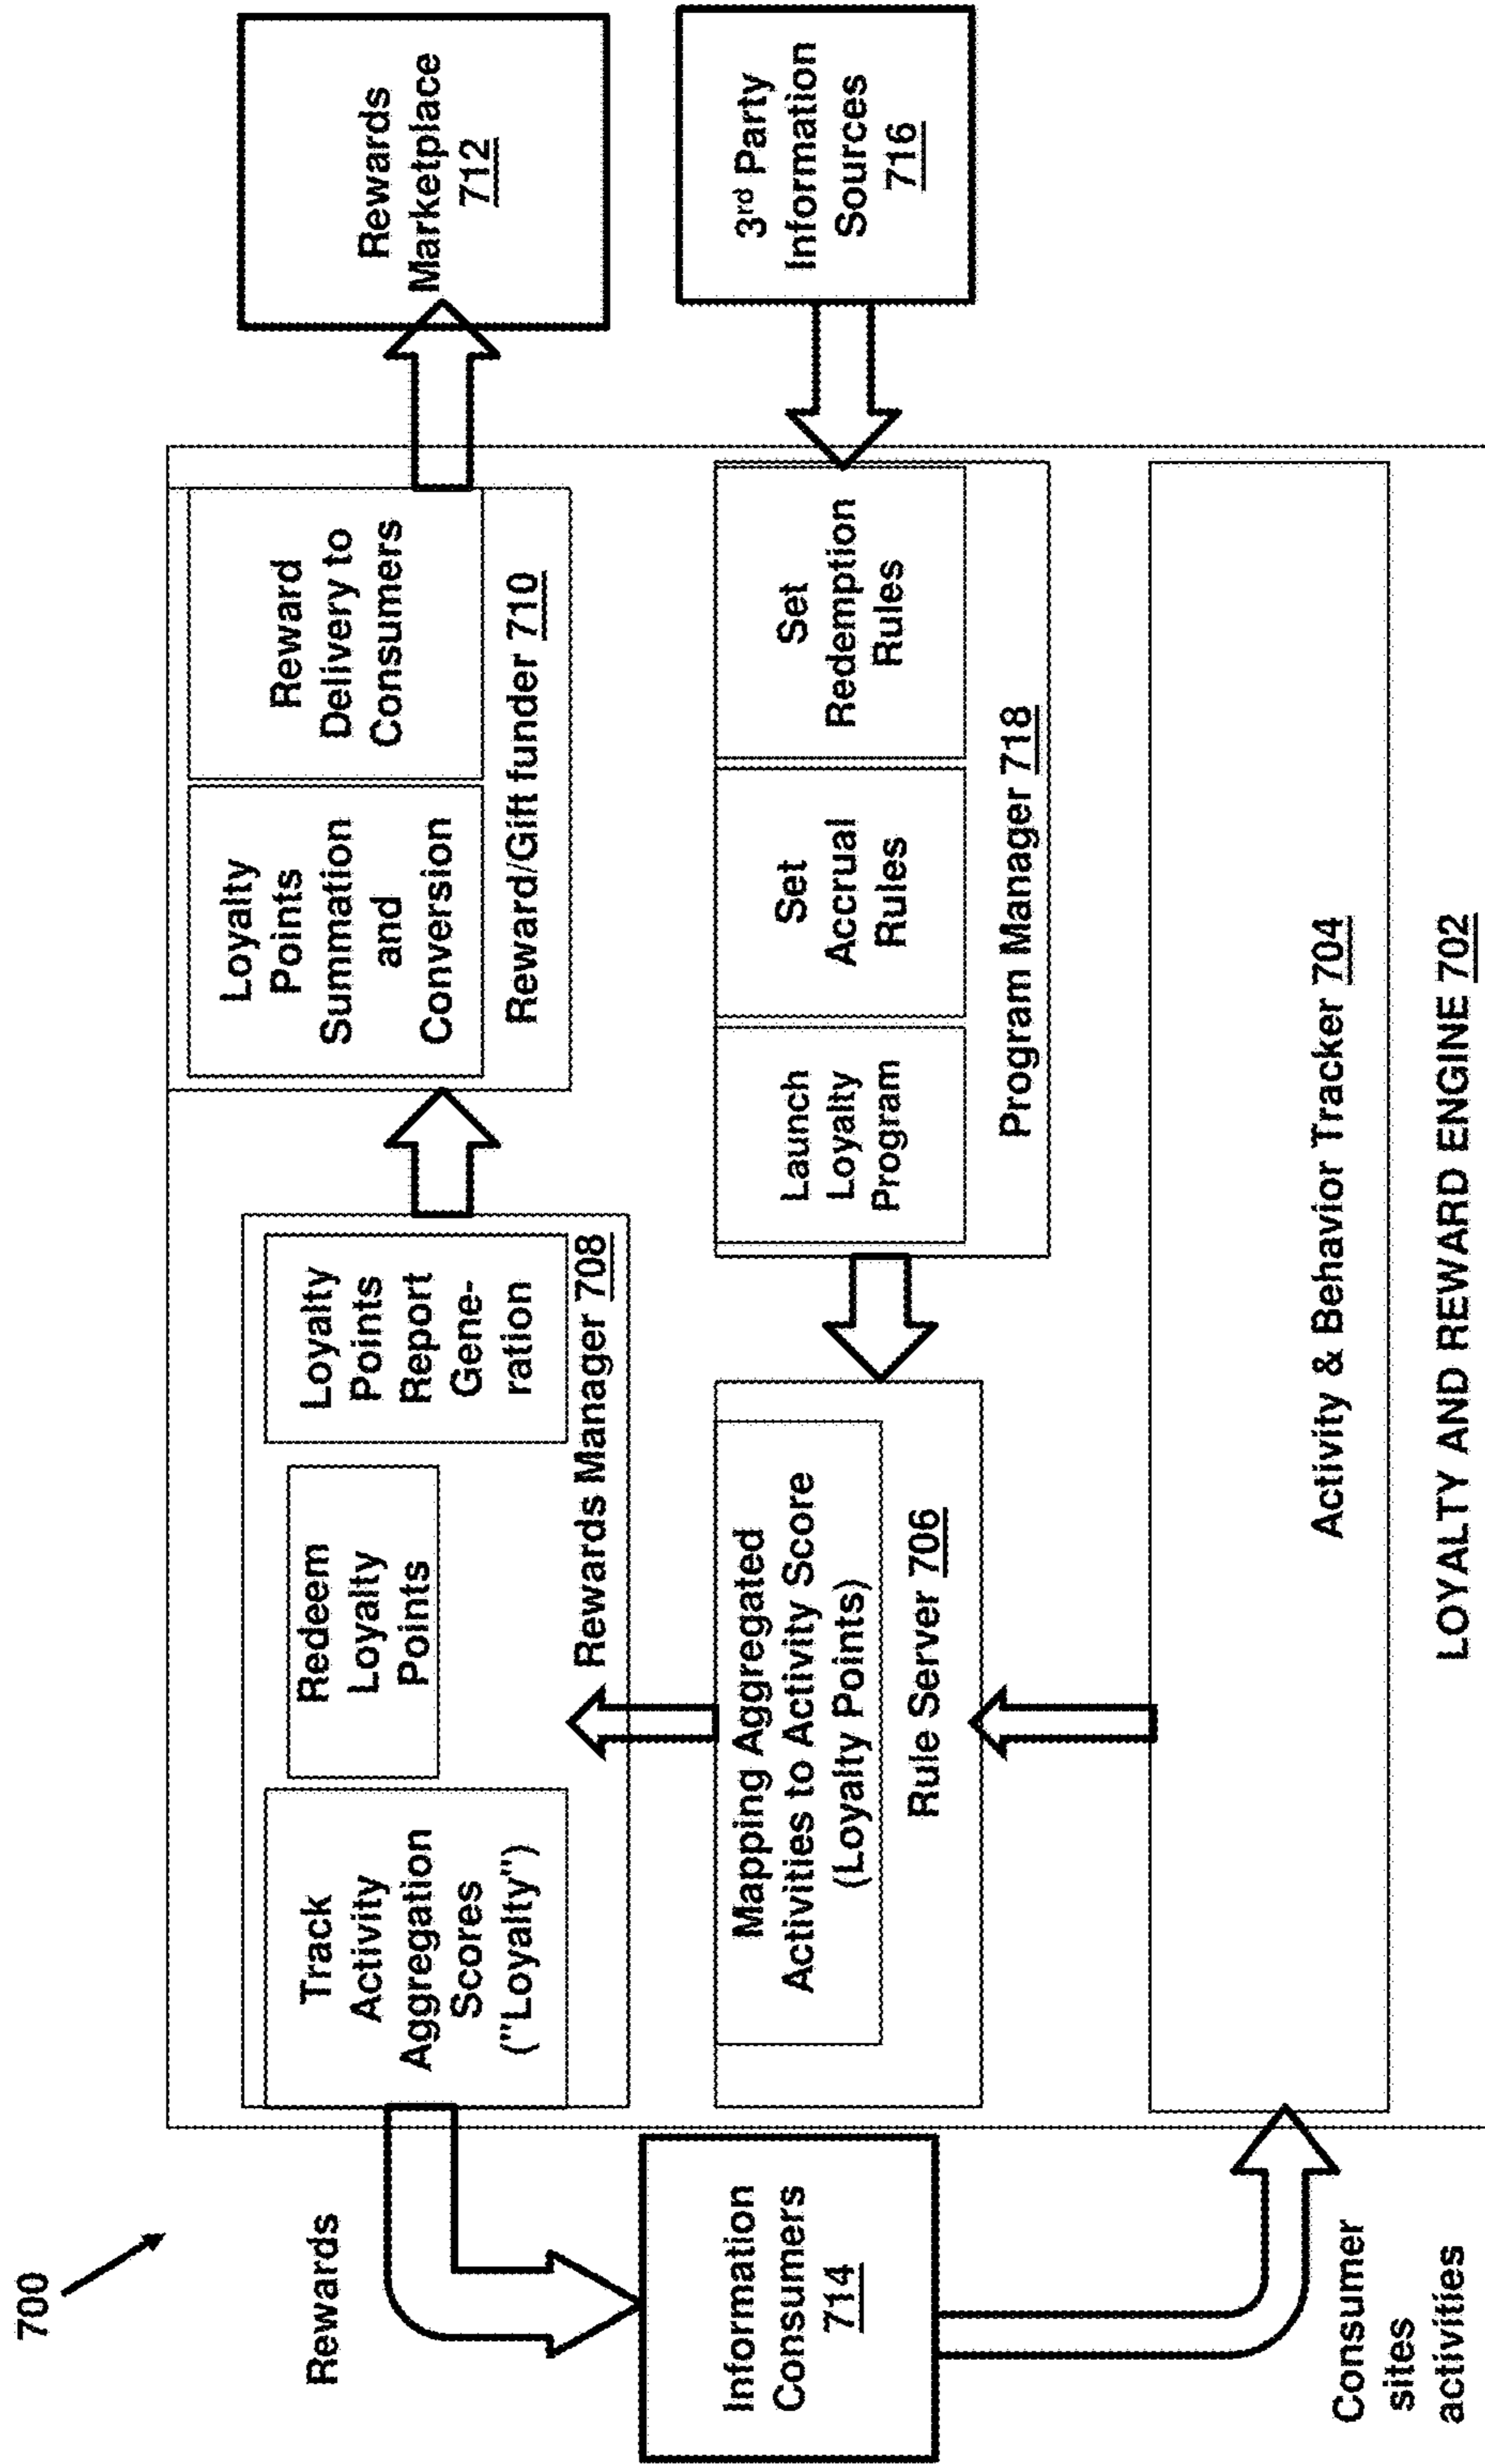 700
Rewards
Information
Consumers
714
Consumer
sites
activities
Track
Activity
Aggregation
Scores
("Loyalty")
Redeem
Loyalty
Points
Loyalty
Points
Report
Gene-
ration
Rewards Manager 708
Loyalty
Points
Summation
and
Conversion
Reward
Delivery to
Consumers
Reward/Gift funder 710
Rewards
Marketplace
712
Mapping Aggregated
Activities to Activity Score
(Loyalty Points)
Rule Server 706
Launch
Loyalty
Program
Set
Accrual
Rules
Set
Redemption
Rules
Program Manager 718
3rd Party
Information
Sources
716
Activity & Behavior Tracker 704
LOYALTY AND REWARD ENGINE 702